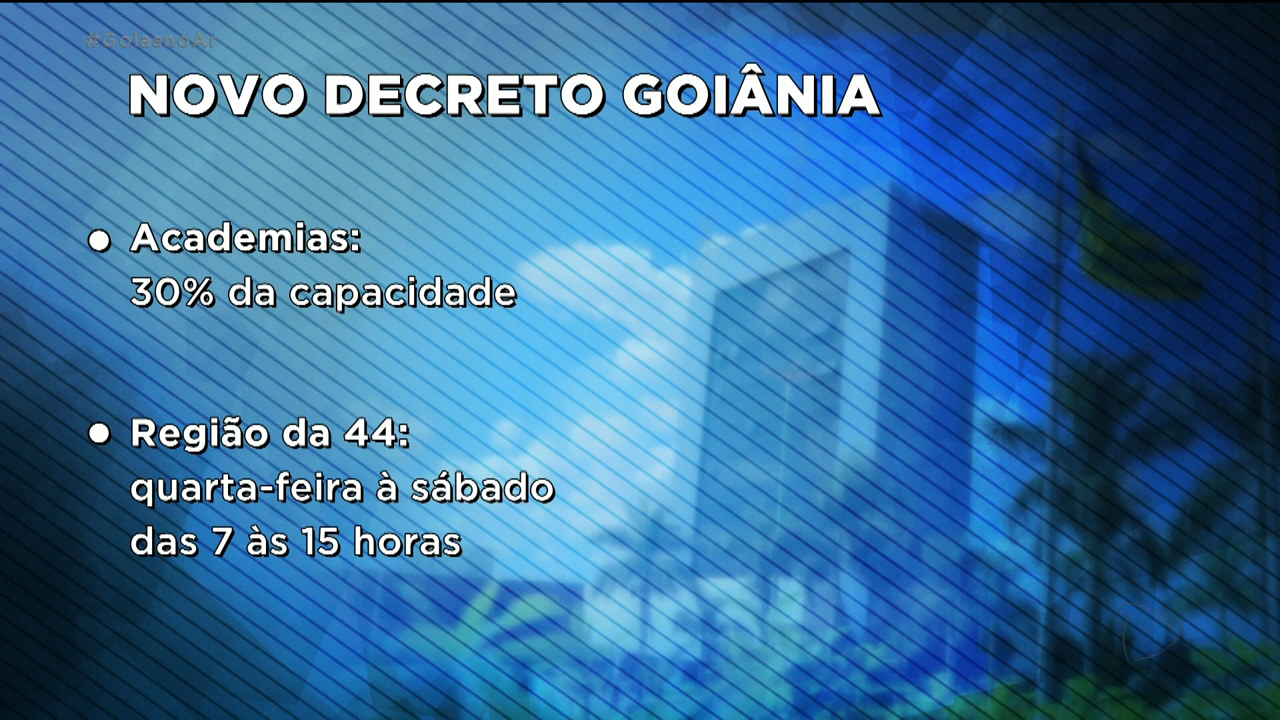 #GoiasnoAr
NOVO DECRETO GOIÂNIA
Academias:
30% da capacidade
Região da 44:
quarta-feira à sábado
das 7 às 15 horas